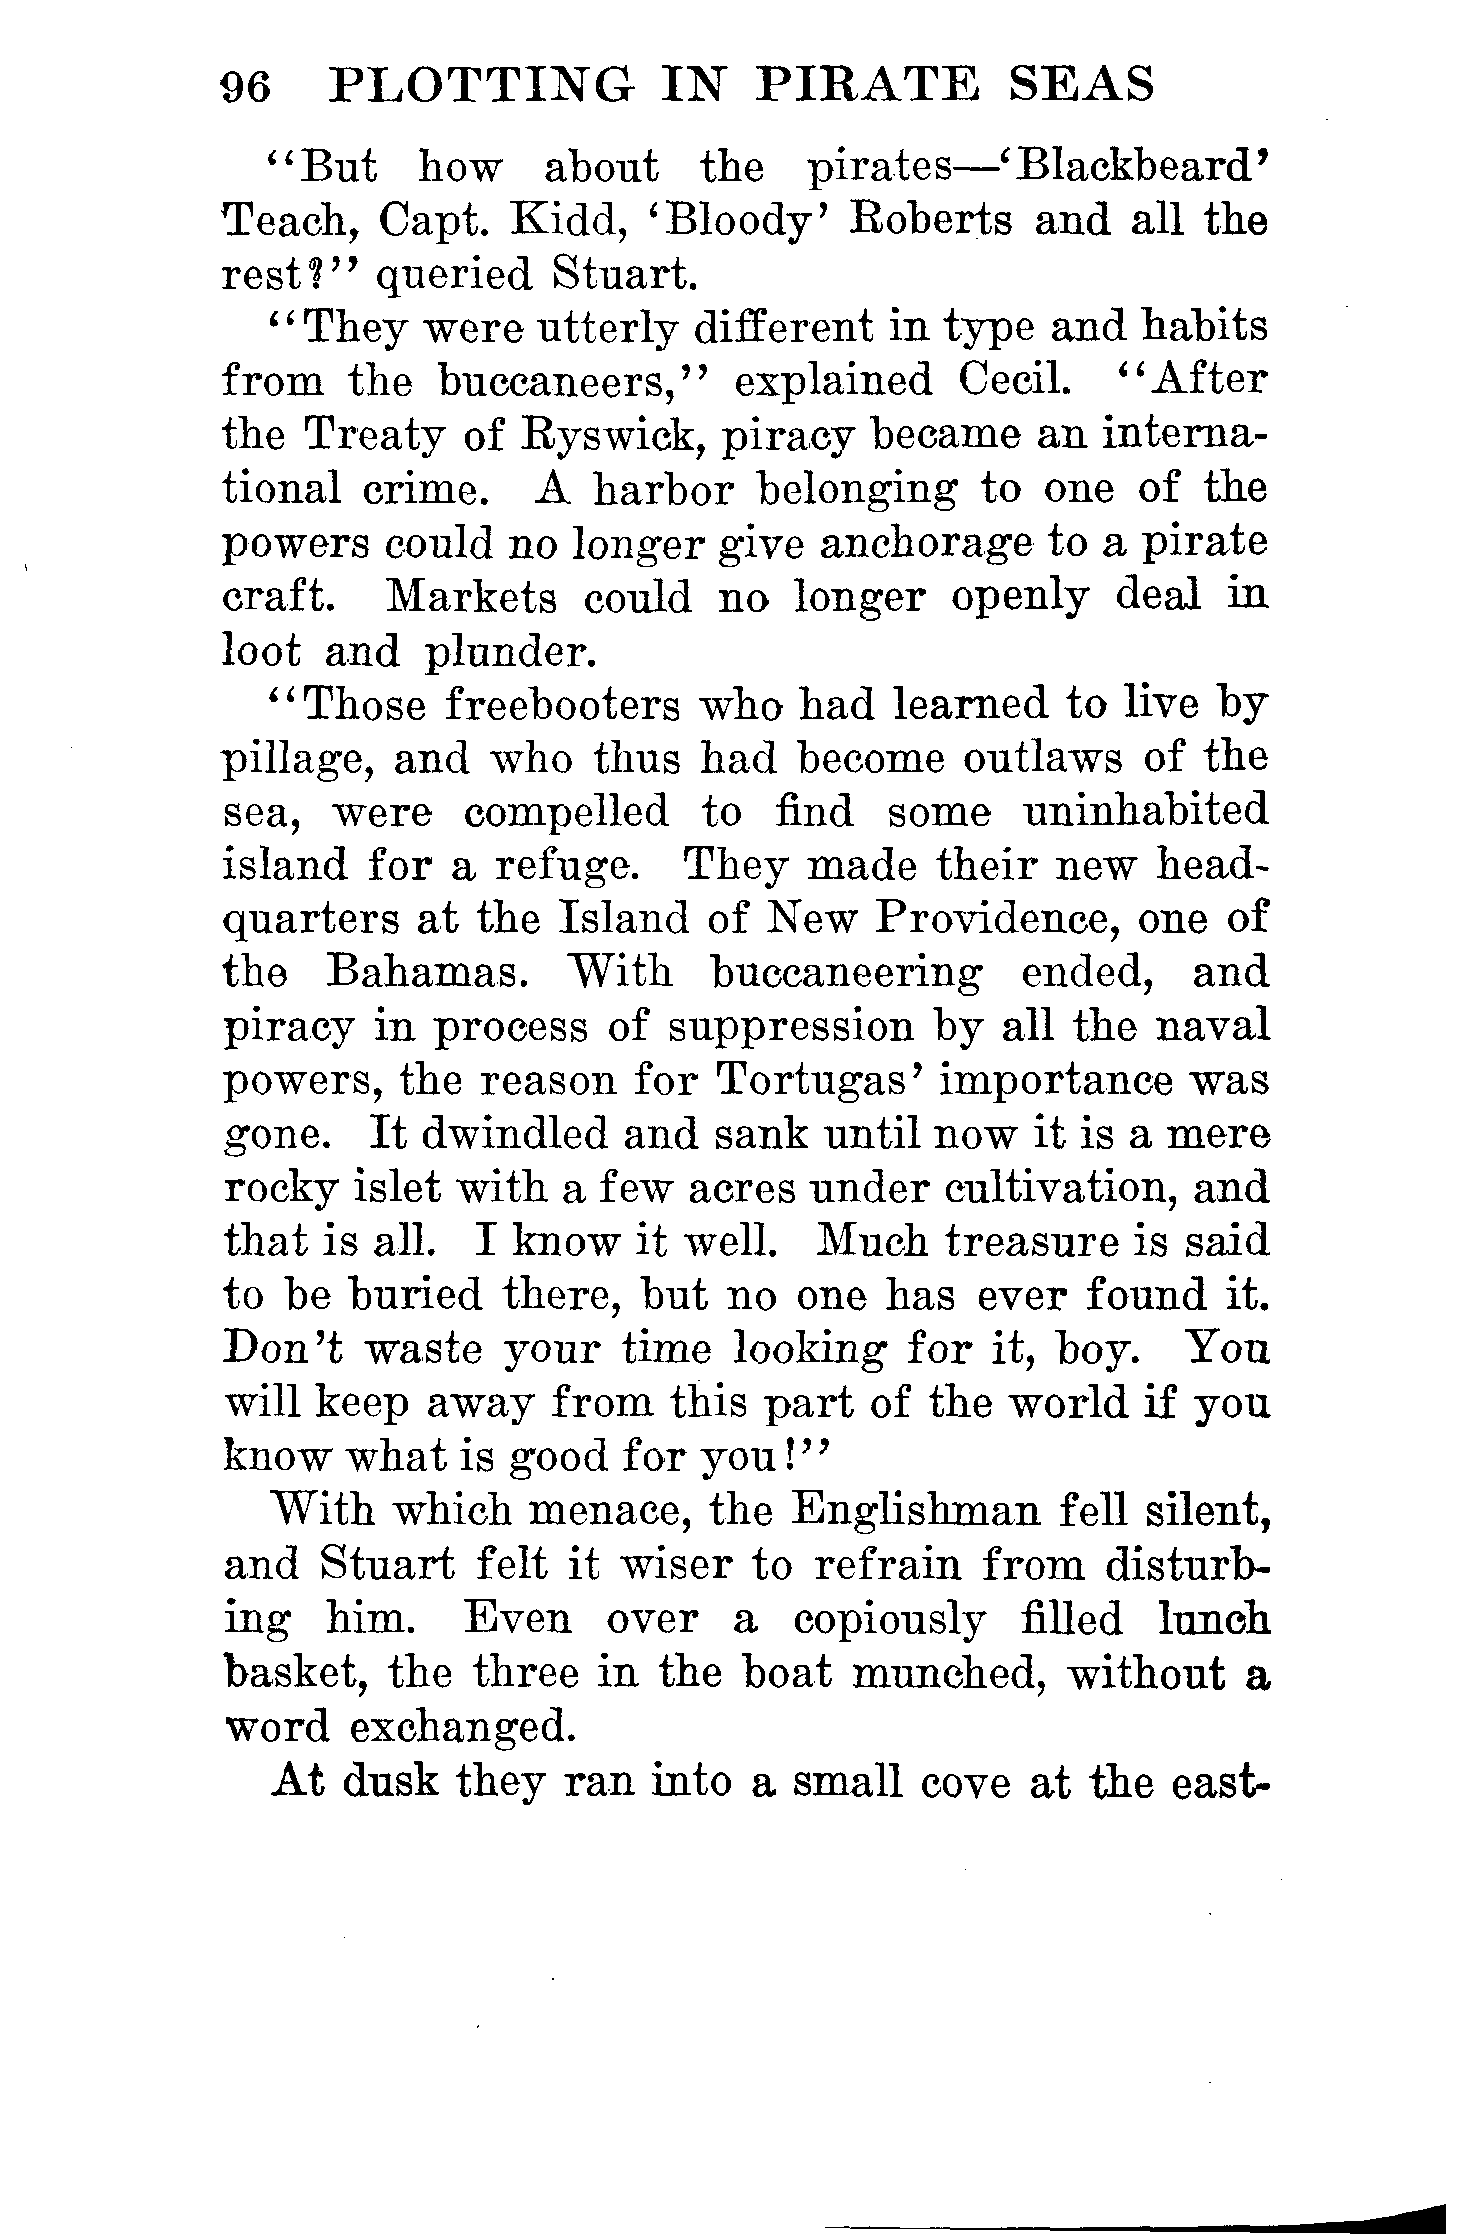 96 PLOTTING IN PIRATE SEAS
"But how about the pirates—'Blackbeard'
Teach, Capt. Kidd, 'Bloody' Roberts and all the
rest?" queried Stuart.
"They were utterly different in type and habits
from the buccaneers," explained Cecil. "After
the Treaty of Ryswick, piracy became an interna-
tional crime. A harbor belonging to one of the
powers could no longer give anchorage to a pirate
craft. Markets could no longer openly deal in
loot and plunder.
"Those freebooters who had learned to live by
pillage, and who thus had become outlaws of the
sea, were compelled to find some uninhabited
island for a refuge. They made their new head-
quarters at the Island of New Providence, one of
the Bahamas. With buccaneering ended, and
piracy in process of suppression by all the naval
powers, the reason for Tortugas' importance was
gone. It dwindled and sank until now it is a mere
rocky islet with a few acres under cultivation, and
that is all. I know it well. Much treasure is said
to be buried there, but no one has ever found it.
Don't waste your time looking for it, boy. You
will keep away from this part of the world if you
know what is good for you!"
With which menace, the Englishman fell silent,
and Stuart felt it wiser to refrain from disturb-
ing him. Even over a copiously filled lunch
basket, the three in the boat munched, without a
word exchanged.
At dusk they ran into a small cove at the east-